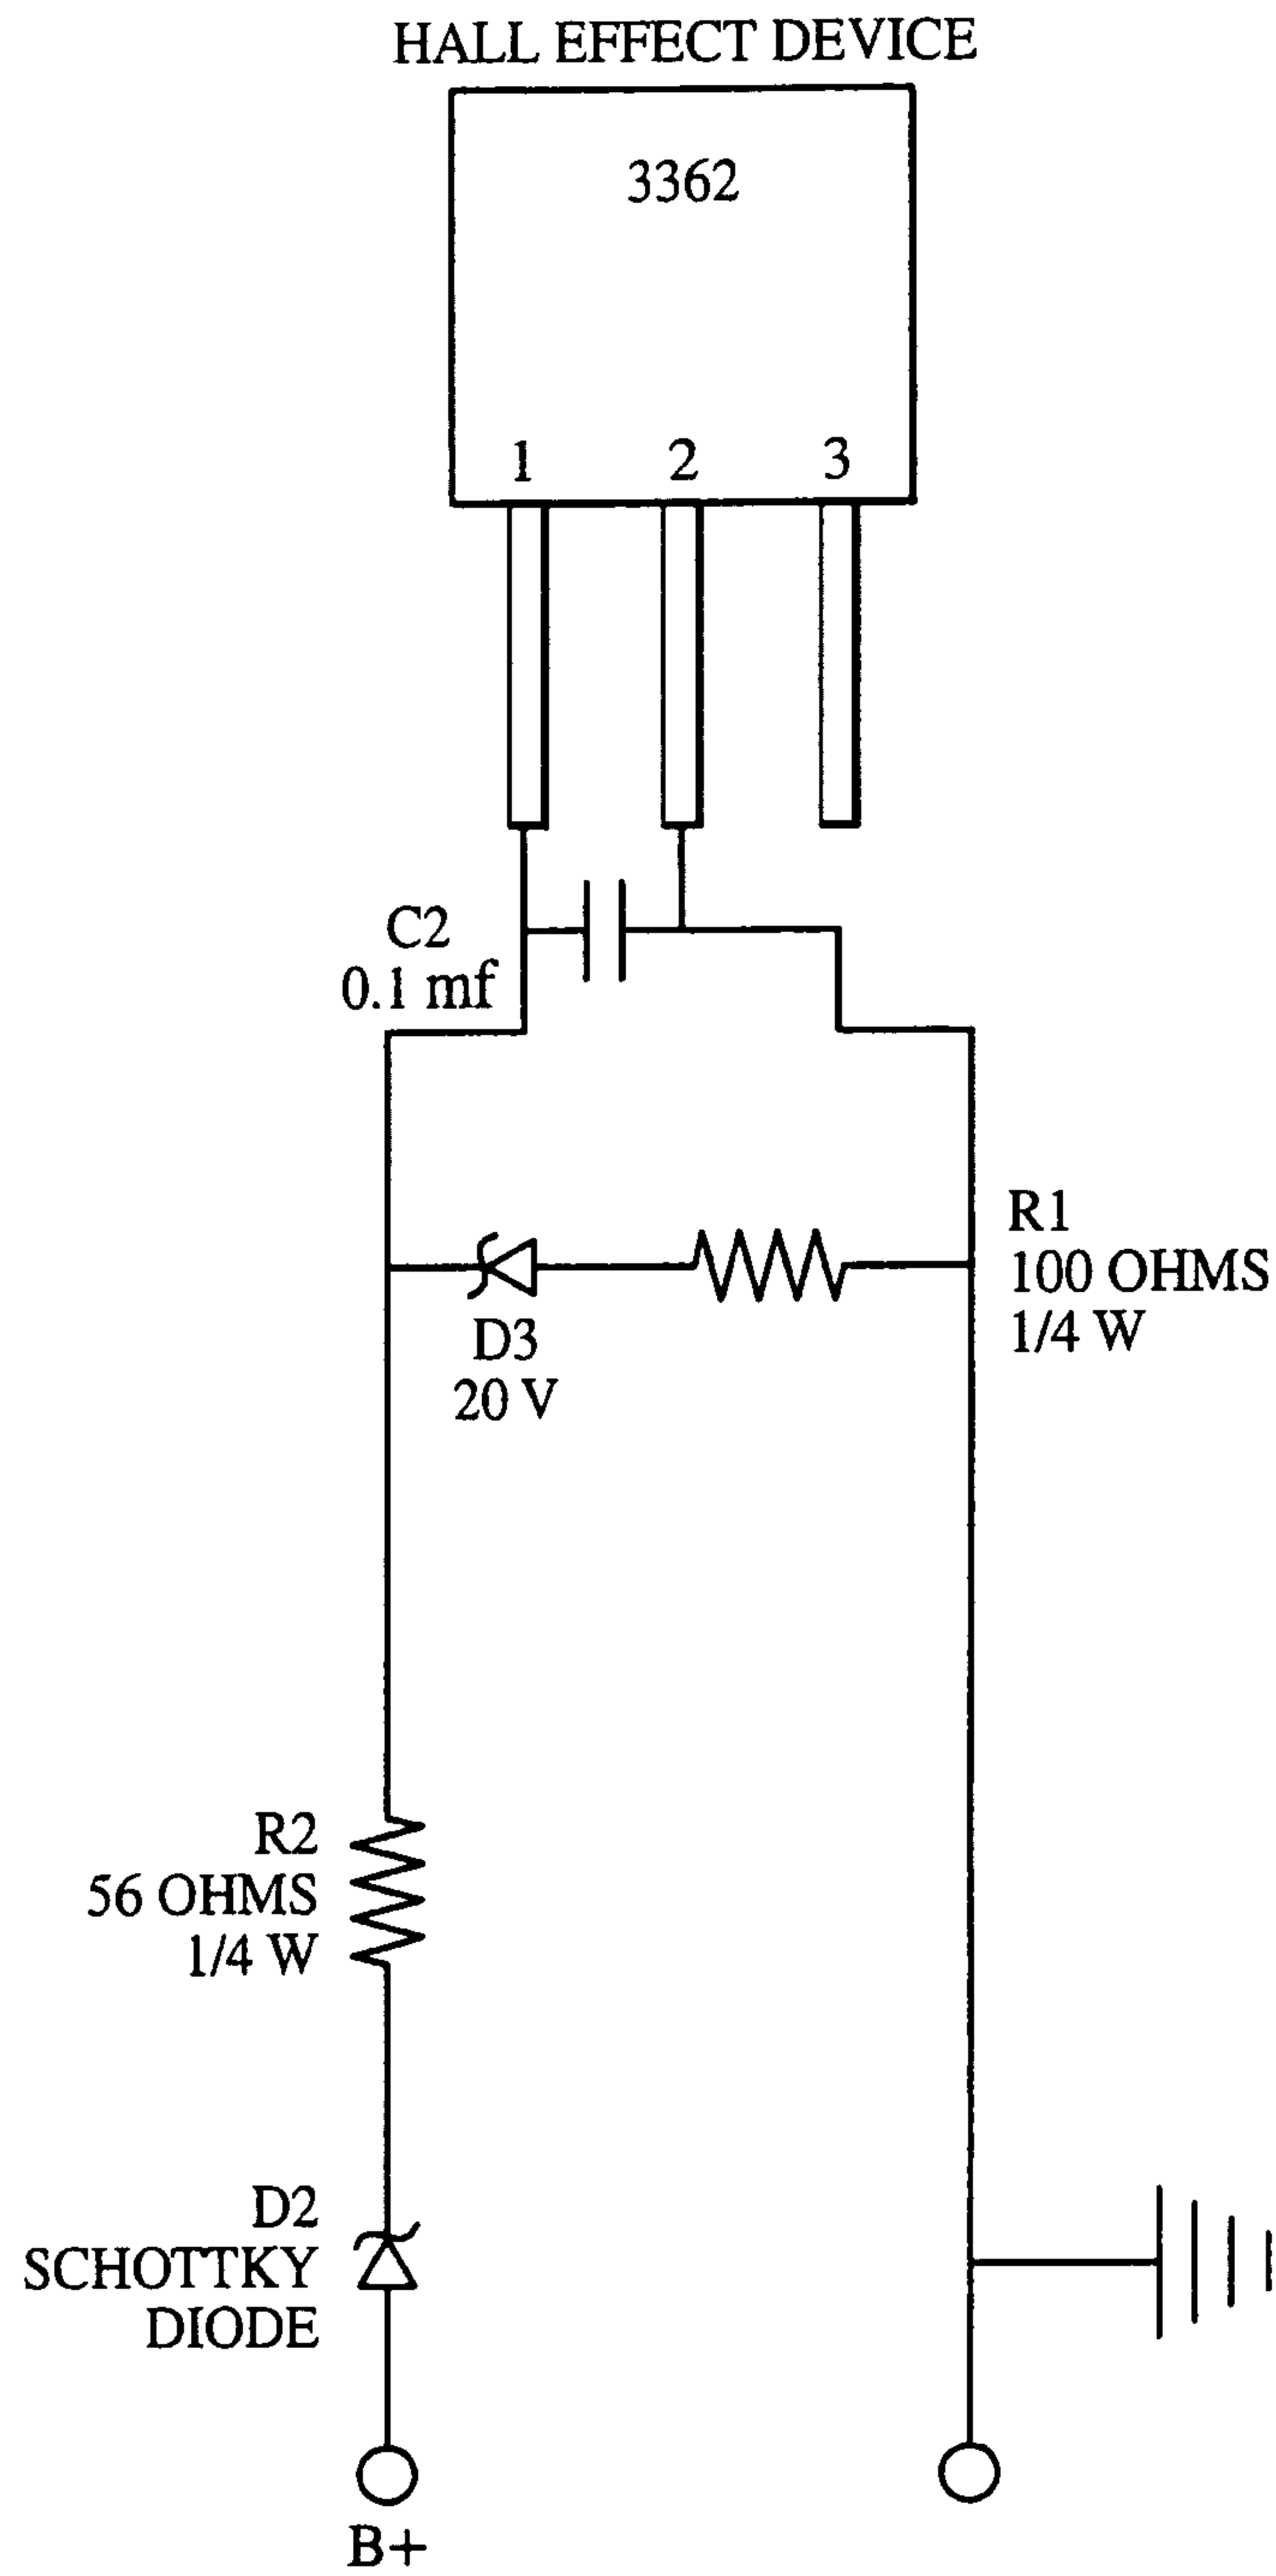 HALL EFFECT DEVICE
3362
1 2 3
C2
0.1 mf
R1
100 OHMS
1/4 W
D3
20 V
R2
56 OHMS
1/4 W
D2
SCHOTTKY
DIODE
B+